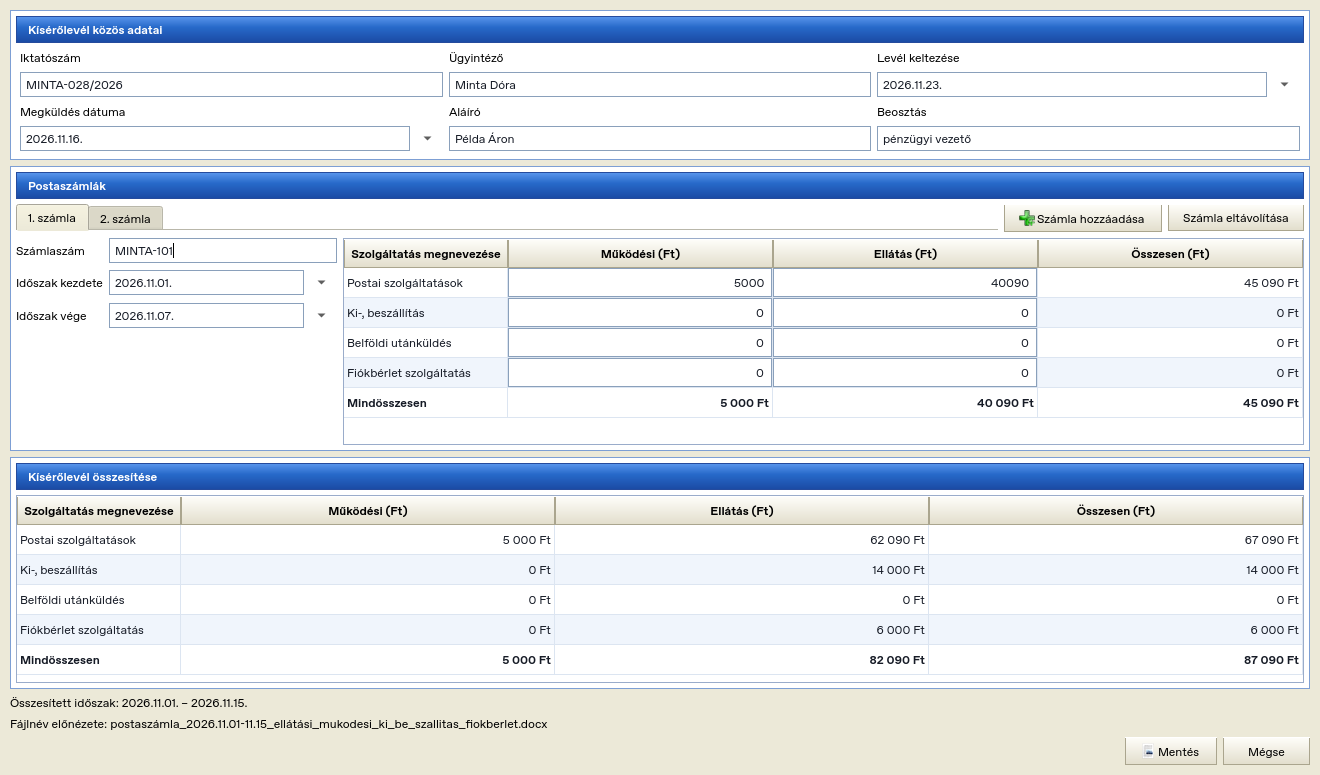 Kísérőlevél közös adatai
Iktatószám Ügyintéző Levél keltezése
MINTA-028/2026 Minta Dóra 2026.11.23.
Megküldés dátuma Aláíró Beosztás
2026.11.16. Példa Áron pénzügyi vezető
Postaszámlák
1. számla 2. számla Számla hozzáadása Számla eltávolítása
Számlaszám MINTA-101
Időszak kezdete 2026.11.01.
Időszak vége 2026.11.07.
Szolgáltatás megnevezése Működési (Ft) Ellátás (Ft) Összesen (Ft)
Postai szolgáltatások 5000 40090 45 090 Ft
Ki-, beszállítás 0 0 0 Ft
Belföldi utánküldés 0 0 0 Ft
Fiókbérlet szolgáltatás 0 0 0 Ft
Mindösszesen 5 000 Ft 40 090 Ft 45 090 Ft
Kísérőlevél összesítése
Szolgáltatás megnevezése Működési (Ft) Ellátás (Ft) Összesen (Ft)
Postai szolgáltatások 5 000 Ft 62 090 Ft 67 090 Ft
Ki-, beszállítás 0 Ft 14 000 Ft 14 000 Ft
Belföldi utánküldés 0 Ft 0 Ft 0 Ft
Fiókbérlet szolgáltatás 0 Ft 6 000 Ft 6 000 Ft
Mindösszesen 5 000 Ft 82 090 Ft 87 090 Ft
Összesített időszak: 2026.11.01. – 2026.11.15.
Fájlnév előnézete: postaszámla_2026.11.01-11.15_ellátási_mukodesi_ki_be_szallitas_fiokberlet.docx
Mentés Mégse